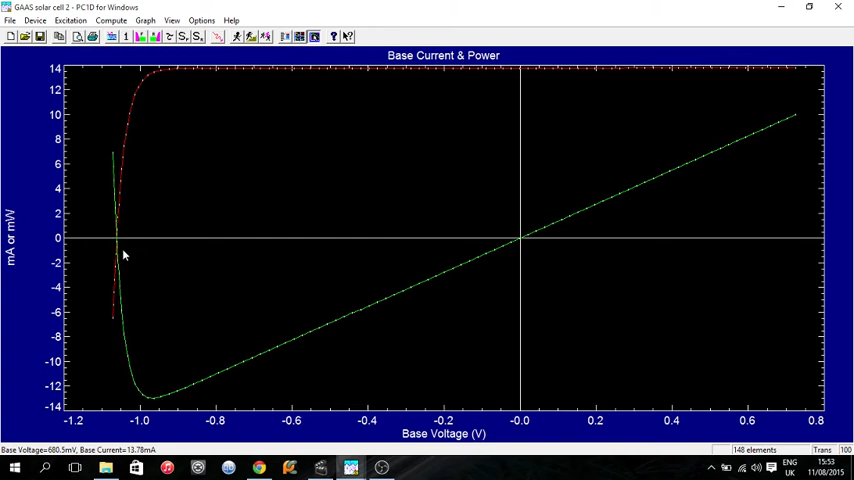 GAAS solar cell 2 - PC1D for Windows
File Device Excitation Compute Graph View Options Help
Base Current & Power
14
12
10
8
6
4
2
0
-2
-4
-6
-8
-10
-12
-14
mA or mW
-1.2 -1.0 -0.8 -0.6 -0.4 -0.2 -0.0 0.2 0.4 0.6 0.8
Base Voltage (V)
Base Voltage=680.5mV, Base Current=13.78mA 148 elements Trans 100
ENG 15:53
UK 11/08/2015